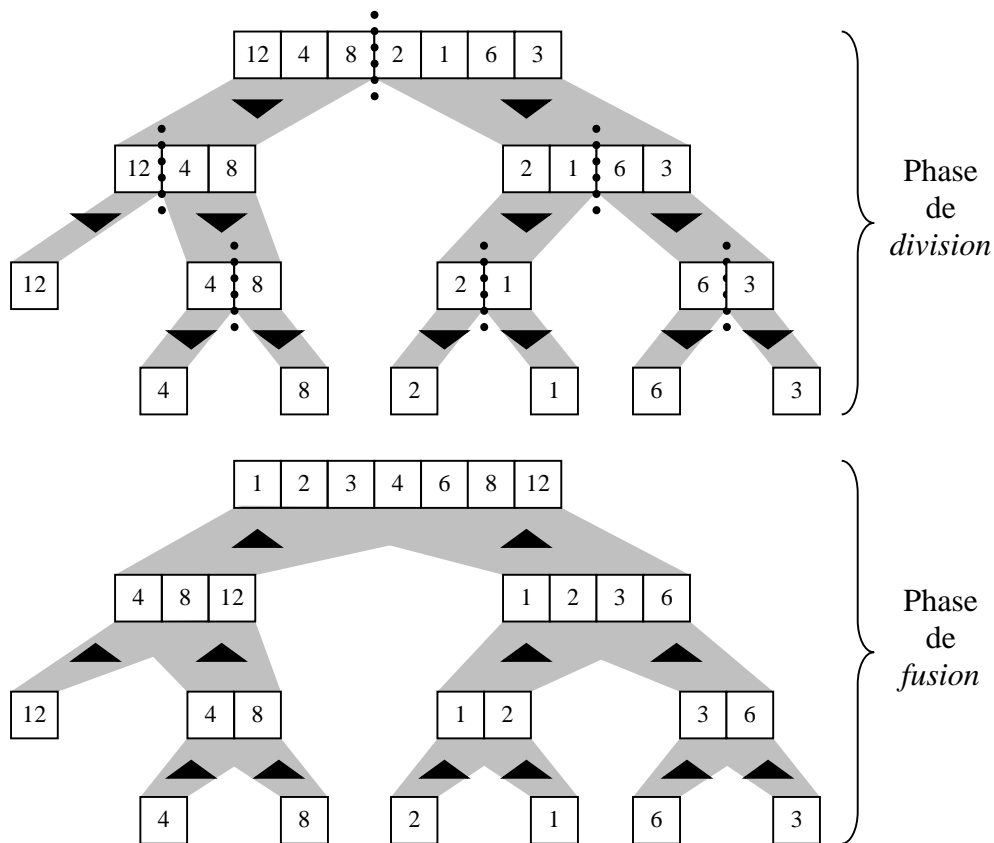 12 4 8 2 1 6 3
12 4 8 2 1 6 3
12 4 8 2 1 6 3
4 8 2 1 6 3
Phase
de
division
1 2 3 4 6 8 12
4 8 12 1 2 3 6
12 4 8 1 2 3 6
4 8 2 1 6 3
Phase
de
fusion